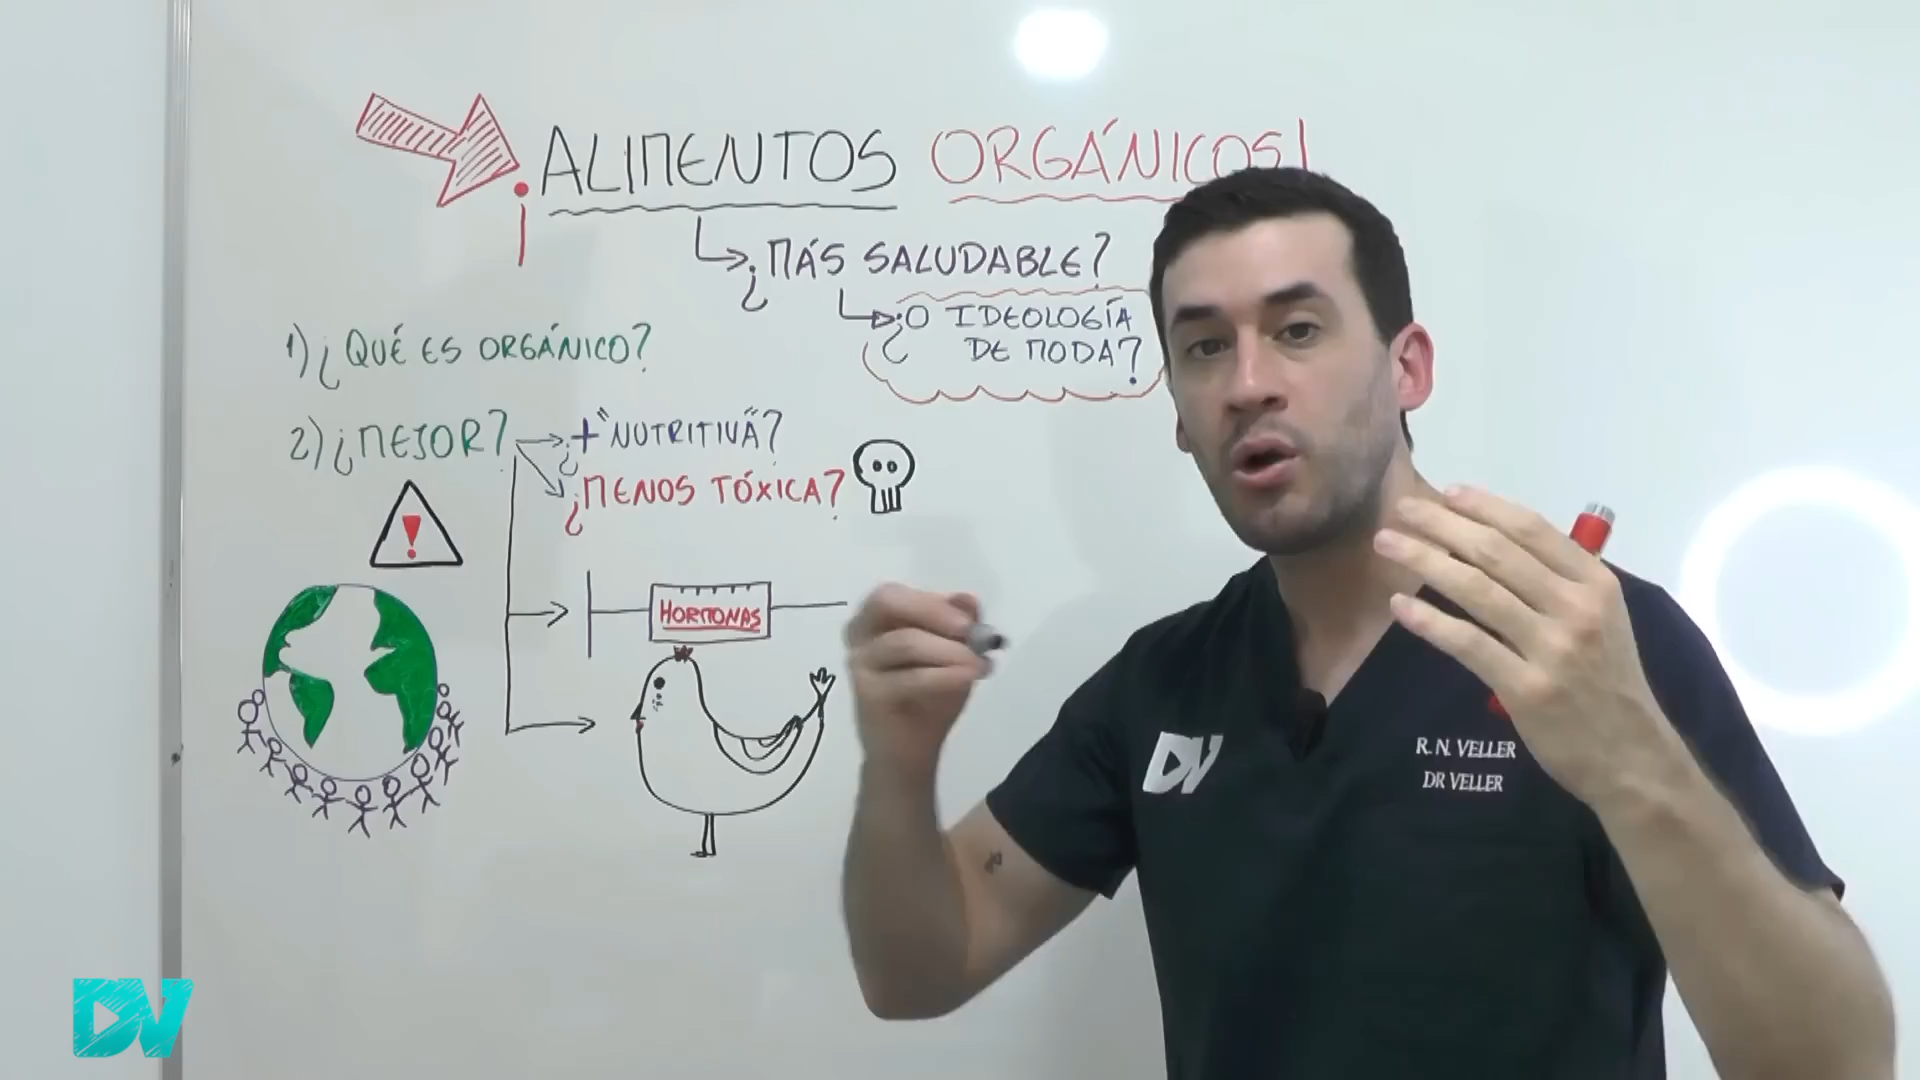 ¡ALIMENTOS ORGÁNICOS!
¿MÁS SALUDABLE?
¿O IDEOLOGÍA
DE MODA?
1) ¿QUÉ ES ORGÁNICO?
2) ¿MEJOR?
¿+ "NUTRITIVA"?
¿MENOS TÓXICA?
!
HORMONAS
DV
R. N. VELLER
DR VELLER
DV